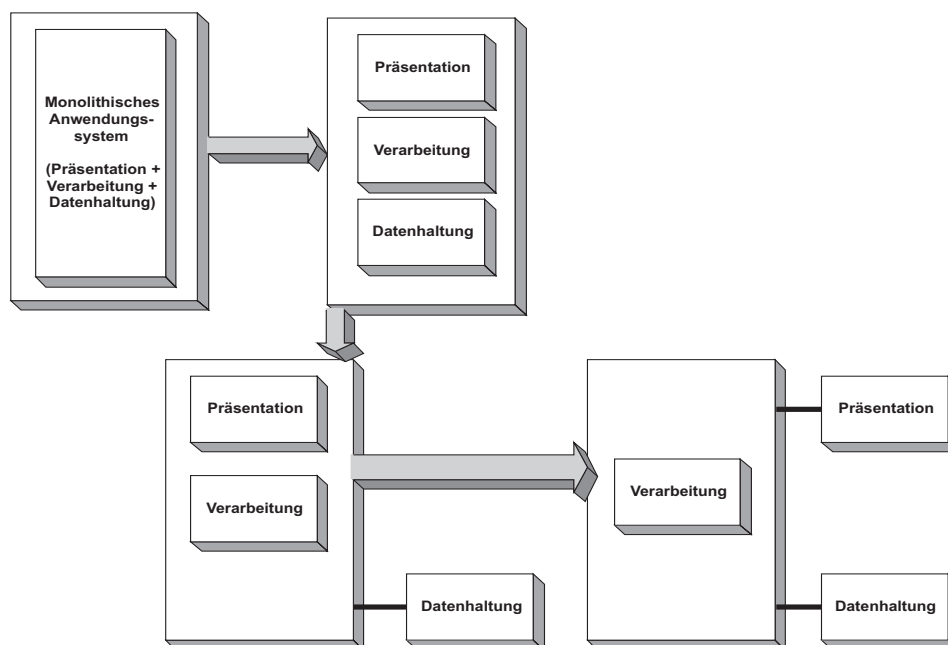 Monolithisches
Anwendungs-
system
(Präsentation +
Verarbeitung +
Datenhaltung)
Präsentation
Verarbeitung
Datenhaltung
Präsentation
Verarbeitung
Datenhaltung
Verarbeitung
Präsentation
Datenhaltung